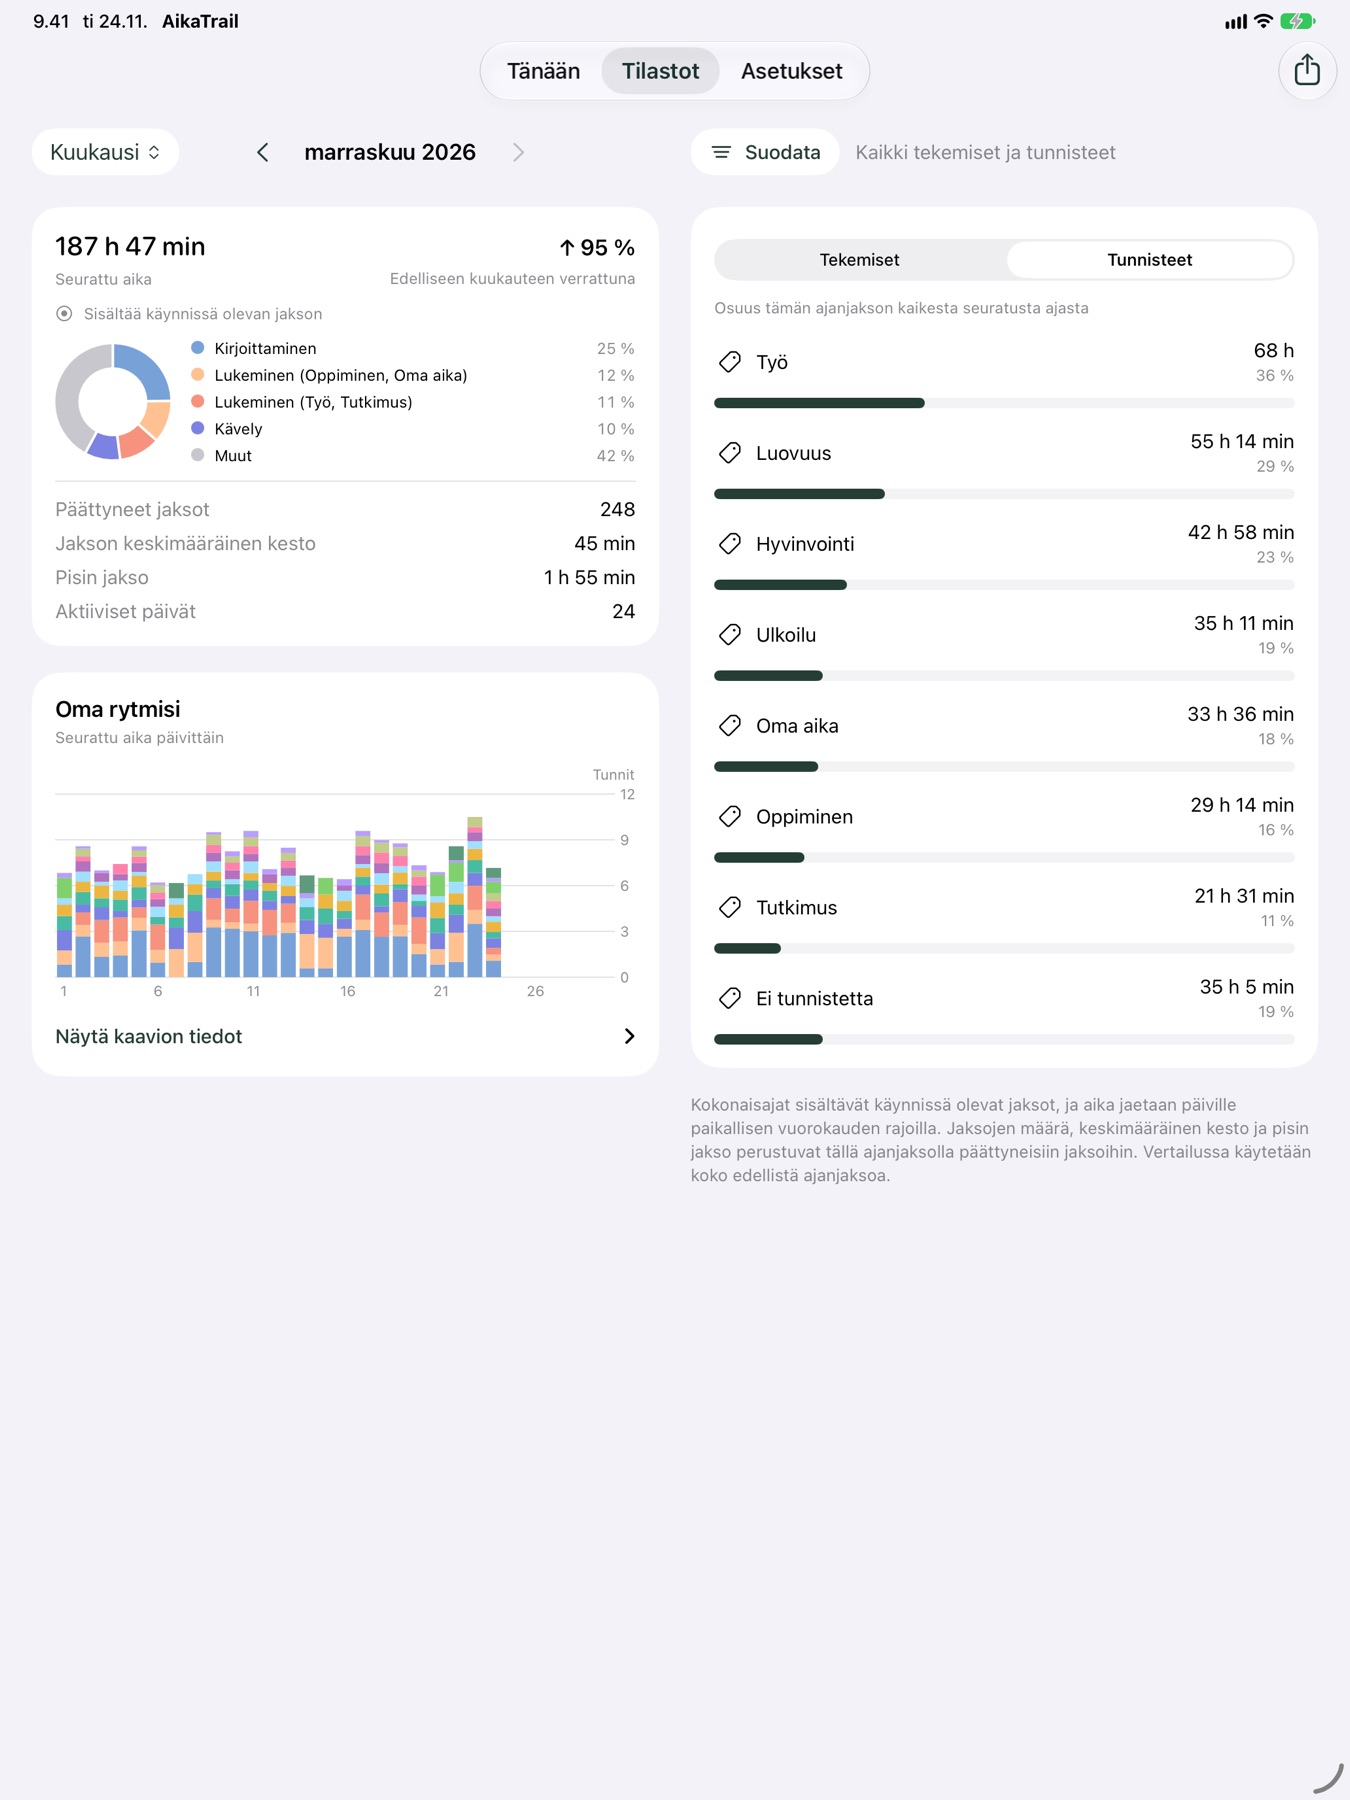 9.41 ti 24.11. AikaTrail
Tänään Tilastot Asetukset
Kuukausi marraskuu 2026
Suodata Kaikki tekemiset ja tunnisteet
187 h 47 min ↑ 95 %
Seurattu aika Edelliseen kuukauteen verrattuna
Sisältää käynnissä olevan jakson
Kirjoittaminen 25 %
Lukeminen (Oppiminen, Oma aika) 12 %
Lukeminen (Työ, Tutkimus) 11 %
Kävely 10 %
Muut 42 %
Päättyneet jaksot 248
Jakson keskimääräinen kesto 45 min
Pisin jakso 1 h 55 min
Aktiiviset päivät 24
Oma rytmisi
Seurattu aika päivittäin
Tunnit
12
9
6
3
0
1 6 11 16 21 26
Näytä kaavion tiedot
Tekemiset Tunnisteet
Osuus tämän ajanjakson kaikesta seuratusta ajasta
Työ 68 h
36 %
Luovuus 55 h 14 min
29 %
Hyvinvointi 42 h 58 min
23 %
Ulkoilu 35 h 11 min
19 %
Oma aika 33 h 36 min
18 %
Oppiminen 29 h 14 min
16 %
Tutkimus 21 h 31 min
11 %
Ei tunnistetta 35 h 5 min
19 %
Kokonaisajat sisältävät käynnissä olevat jaksot, ja aika jaetaan päiville
paikallisen vuorokauden rajoilla. Jaksojen määrä, keskimääräinen kesto ja pisin
jakso perustuvat tällä ajanjaksolla päättyneisiin jaksoihin. Vertailussa käytetään
koko edellistä ajanjaksoa.